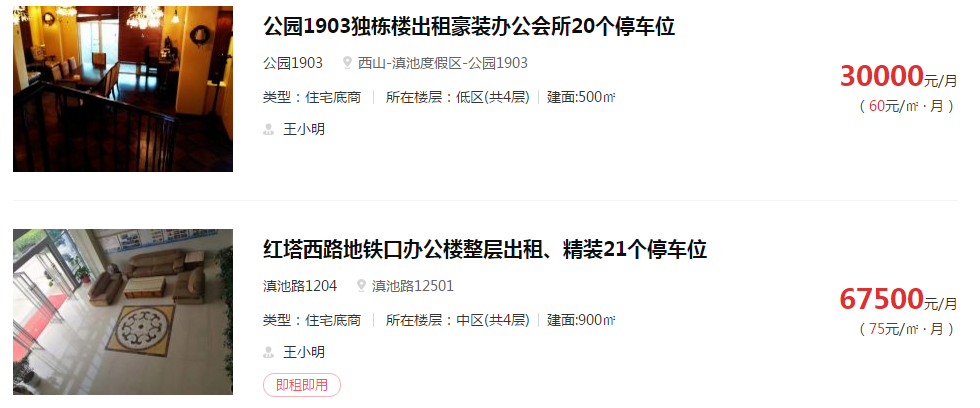 公园1903独栋楼出租豪装办公会所20个停车位
公园1903 西山-滇池度假区-公园1903
30000元/月
类型：住宅底商 | 所在楼层：低区(共4层) | 建面:500㎡
（60元/㎡·月）
王小明
红塔西路地铁口办公楼整层出租、精装21个停车位
滇池路1204 滇池路12501
67500元/月
类型：住宅底商 | 所在楼层：中区(共4层) | 建面:900㎡
（75元/㎡·月）
王小明
即租即用